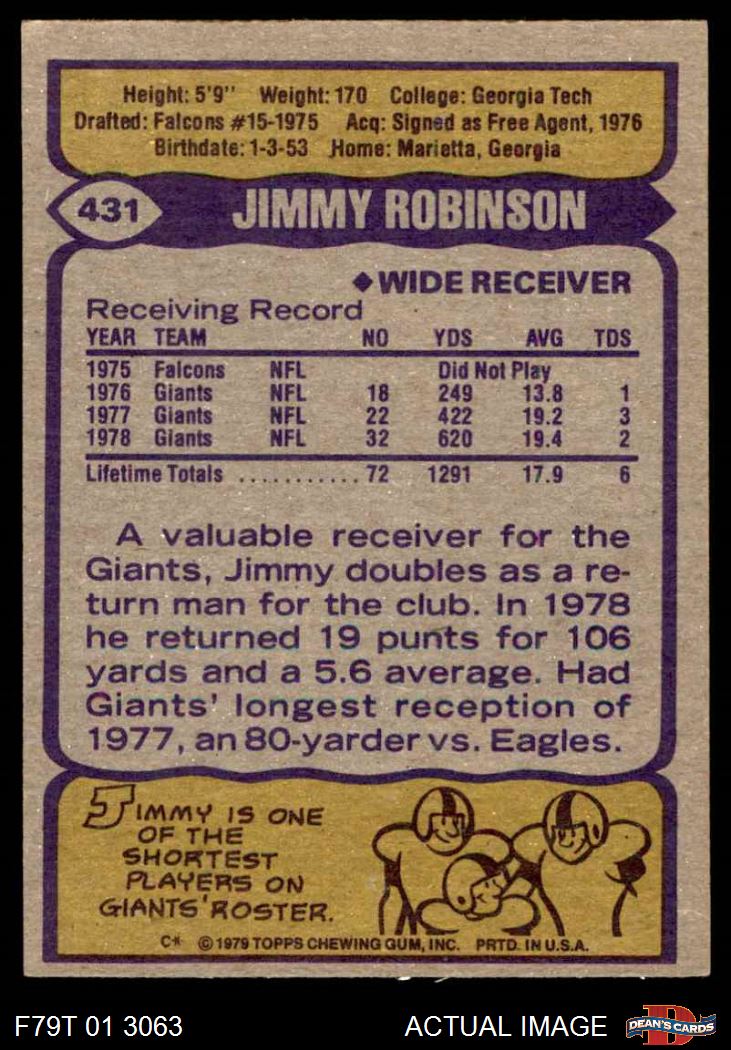 Height: 5'9" Weight: 170 College: Georgia Tech
Drafted: Falcons #15-1975 Acq: Signed as Free Agent, 1976
Birthdate: 1-3-53 Home: Marietta, Georgia
431 JIMMY ROBINSON
◆WIDE RECEIVER
Receiving Record
YEAR TEAM NO YDS AVG TDS
1975 Falcons NFL Did Not Play
1976 Giants NFL 18 249 13.8 1
1977 Giants NFL 22 422 19.2 3
1978 Giants NFL 32 620 19.4 2
Lifetime Totals ........... 72 1291 17.9 6
A valuable receiver for the
Giants, Jimmy doubles as a re-
turn man for the club. In 1978
he returned 19 punts for 106
yards and a 5.6 average. Had
Giants' longest reception of
1977, an 80-yarder vs. Eagles.
JIMMY IS ONE
OF THE
SHORTEST
PLAYERS ON
GIANTS' ROSTER.
C* © 1979 TOPPS CHEWING GUM, INC. PRTD. IN U.S.A.
F79T 01 3063 ACTUAL IMAGE D DEAN'S CARDS